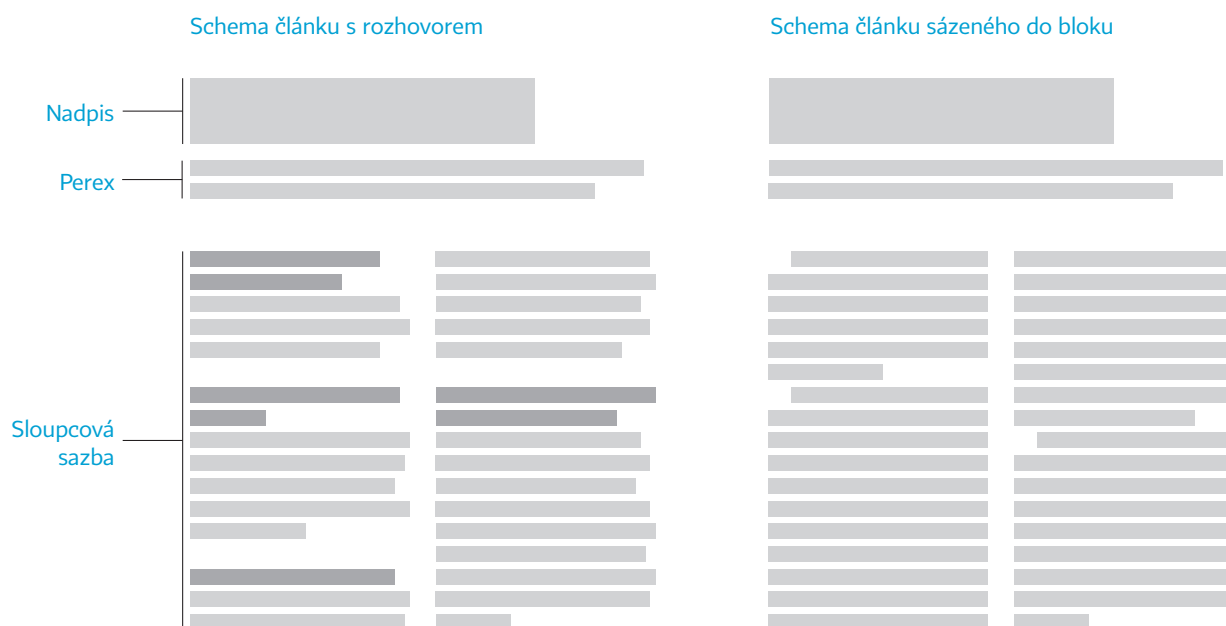 Schema článku s rozhovorem
Schema článku sázeného do bloku
Nadpis
Perex
Sloupcová
sazba